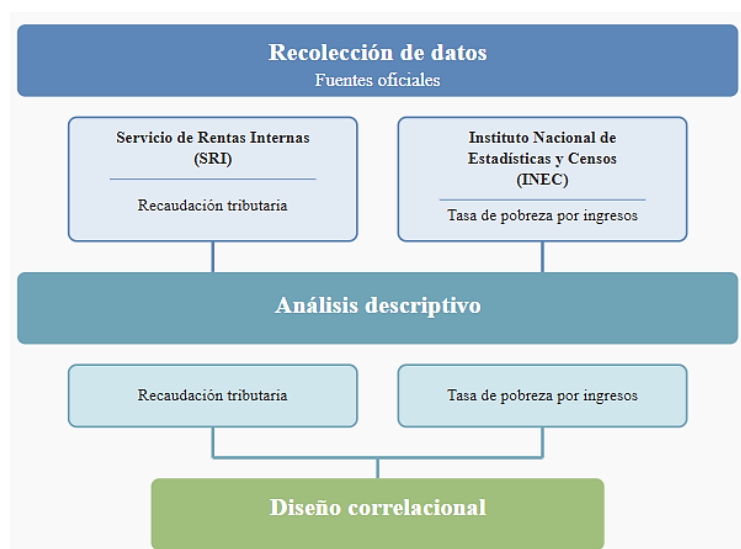 Recolección de datos
Fuentes oficiales
Servicio de Rentas Internas
(SRI)
Recaudación tributaria
Instituto Nacional de
Estadísticas y Censos
(INEC)
Tasa de pobreza por ingresos
Análisis descriptivo
Recaudación tributaria
Tasa de pobreza por ingresos
Diseño correlacional